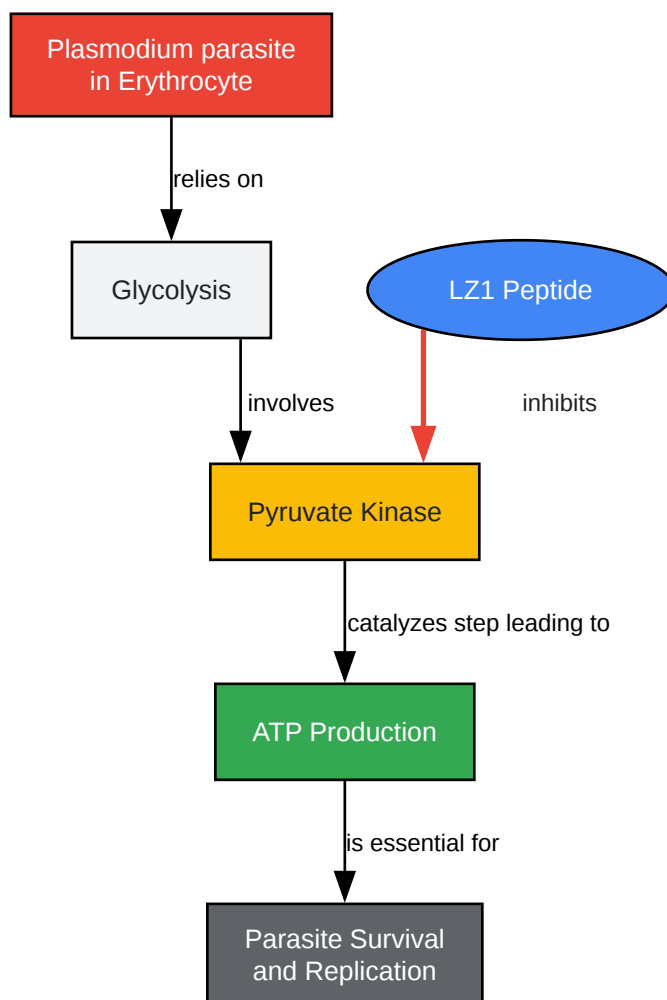 Plasmodium parasite
in Erythrocyte
relies on
Glycolysis
LZ1 Peptide
involves
inhibits
Pyruvate Kinase
catalyzes step leading to
ATP Production
is essential for
Parasite Survival
and Replication